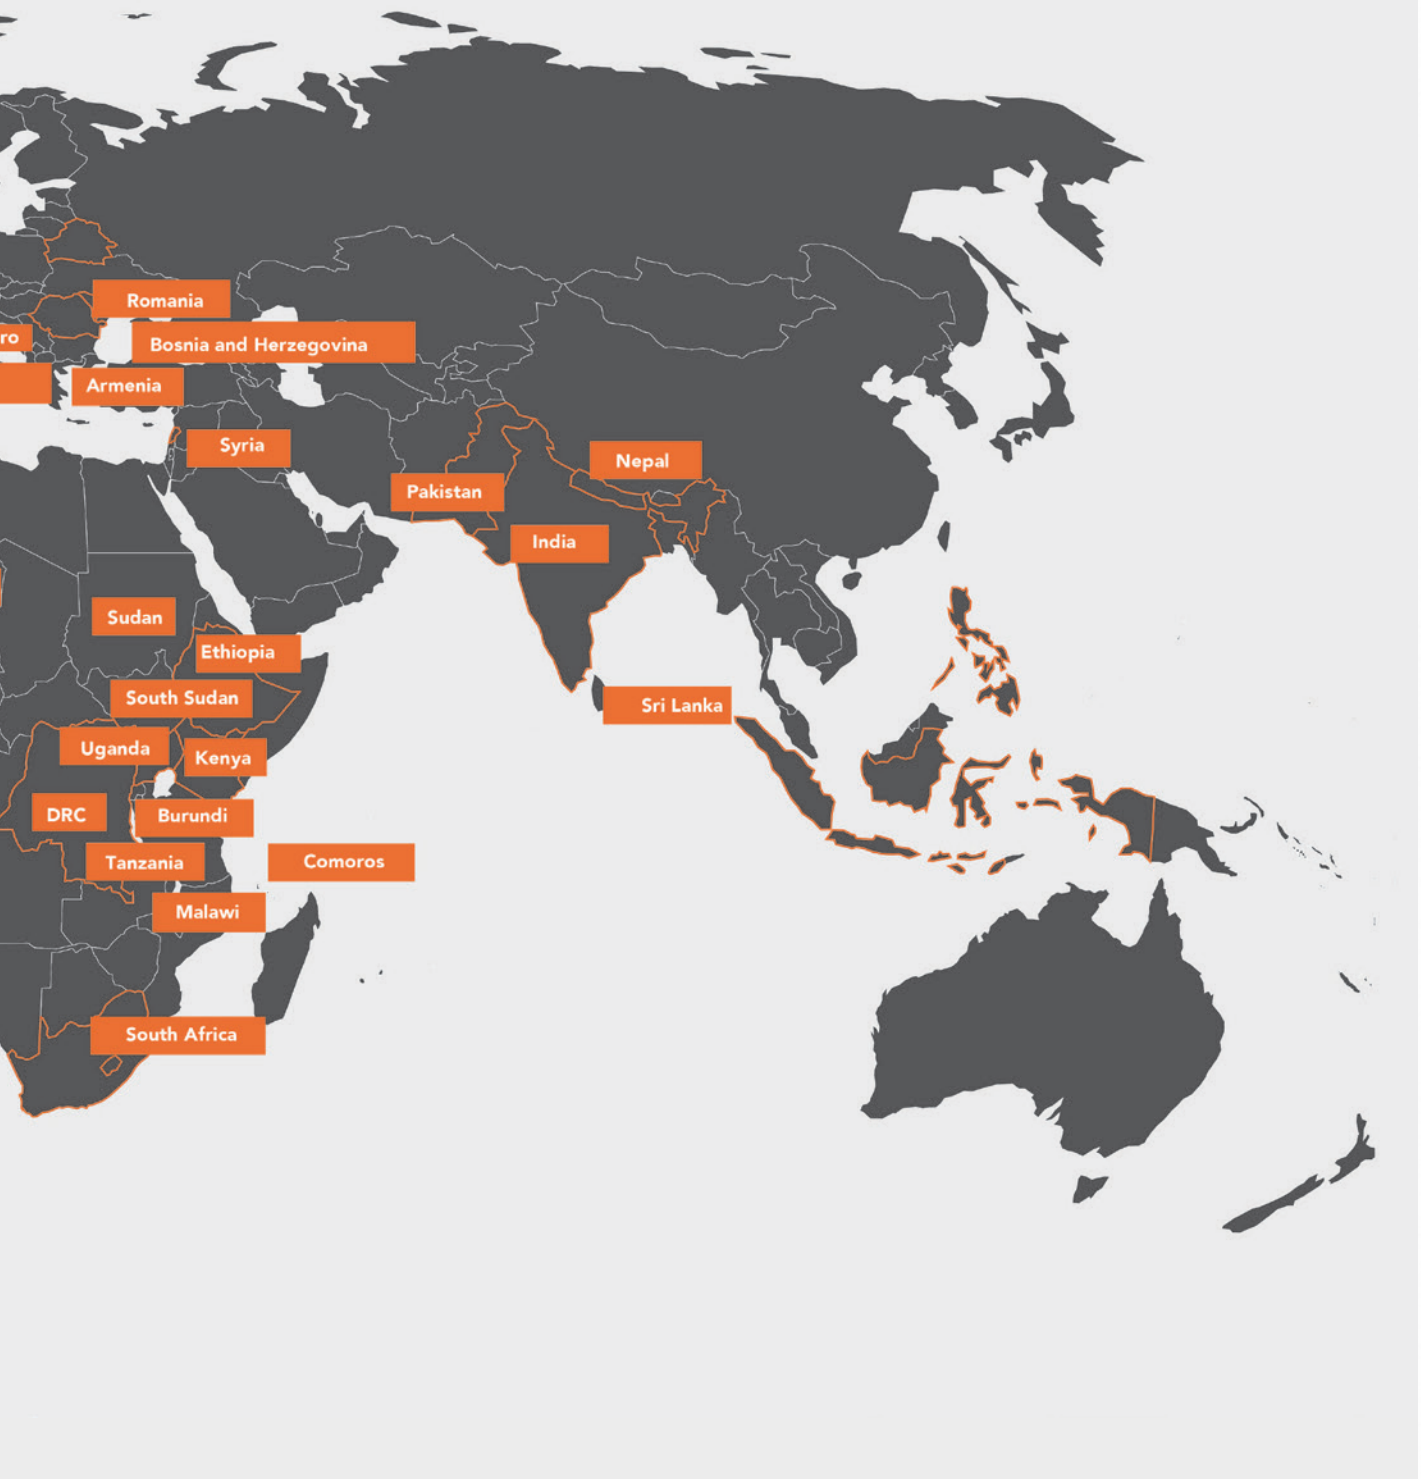 Romania
ro
Bosnia and Herzegovina
Armenia
Syria
Nepal
Pakistan
India
Sudan
Ethiopia
South Sudan
Sri Lanka
Uganda
Kenya
DRC
Burundi
Tanzania
Comoros
Malawi
South Africa